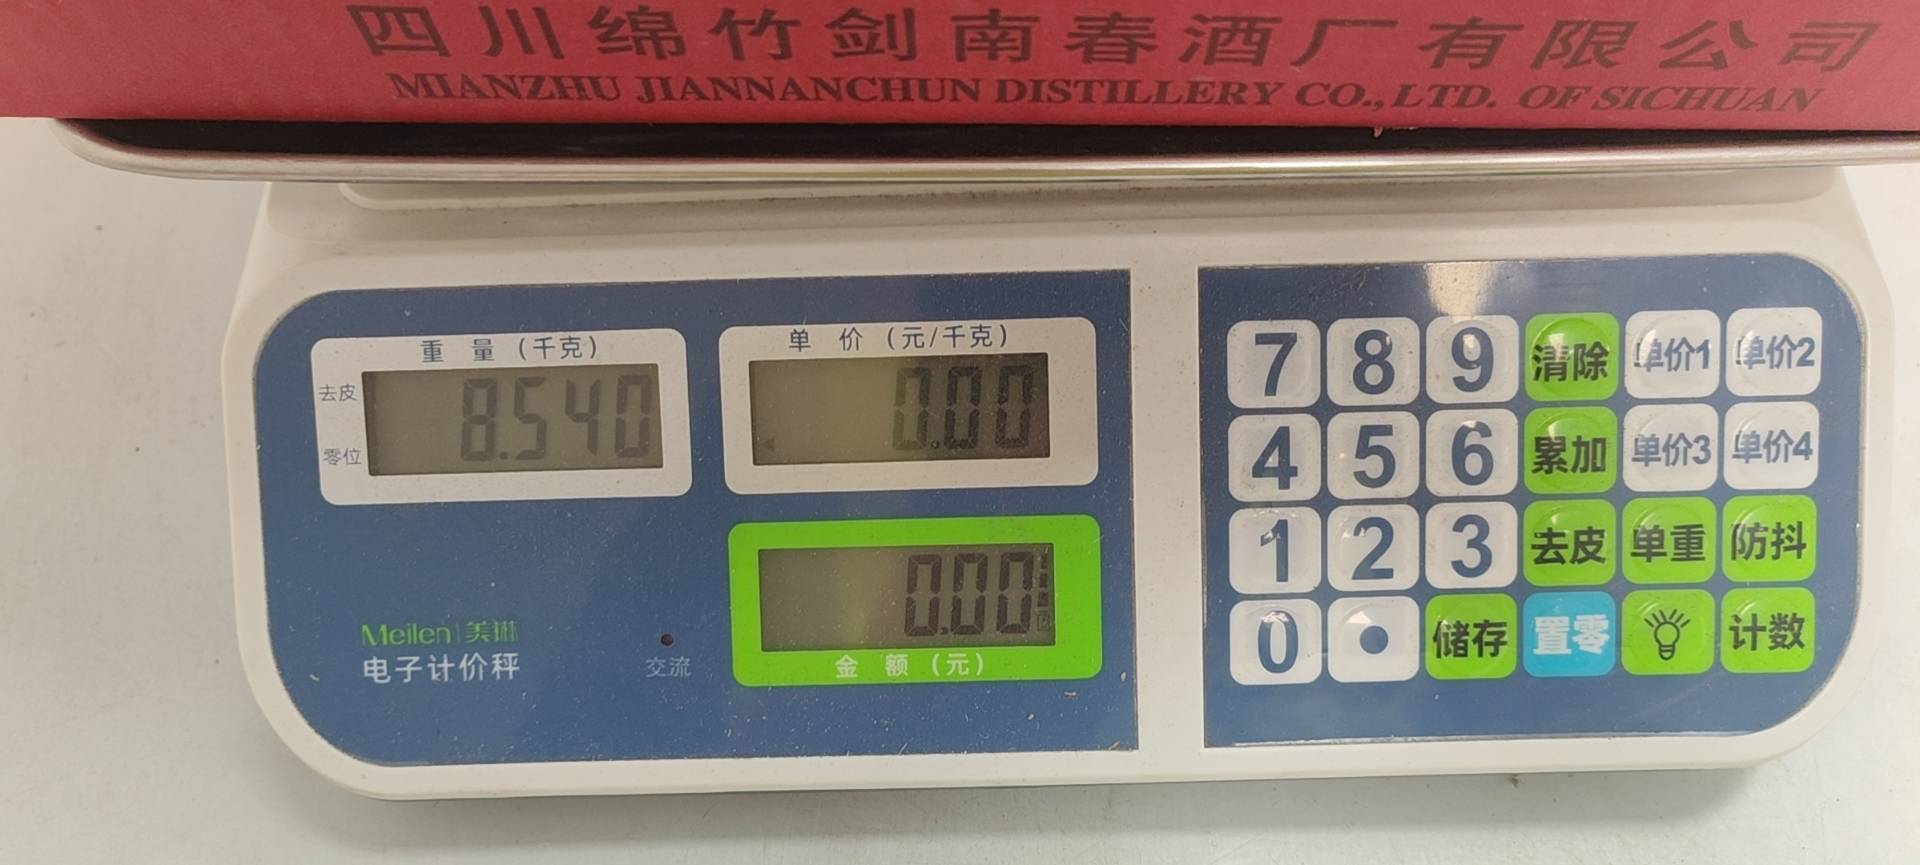 四川绵竹剑南春酒厂有限公司
MIANZHU JIANNANCHUN DISTILLERY CO.,LTD. OF SICHUAN
重 量 (千克)
去皮
零位
8.540
单 价 (元/千克)
0.00
0.00
金 额 (元)
Meilen|美琳
电子计价秤
交流
7 8 9 清除 单价1 单价2
4 5 6 累加 单价3 单价4
1 2 3 去皮 单重 防抖
0 • 储存 置零 计数